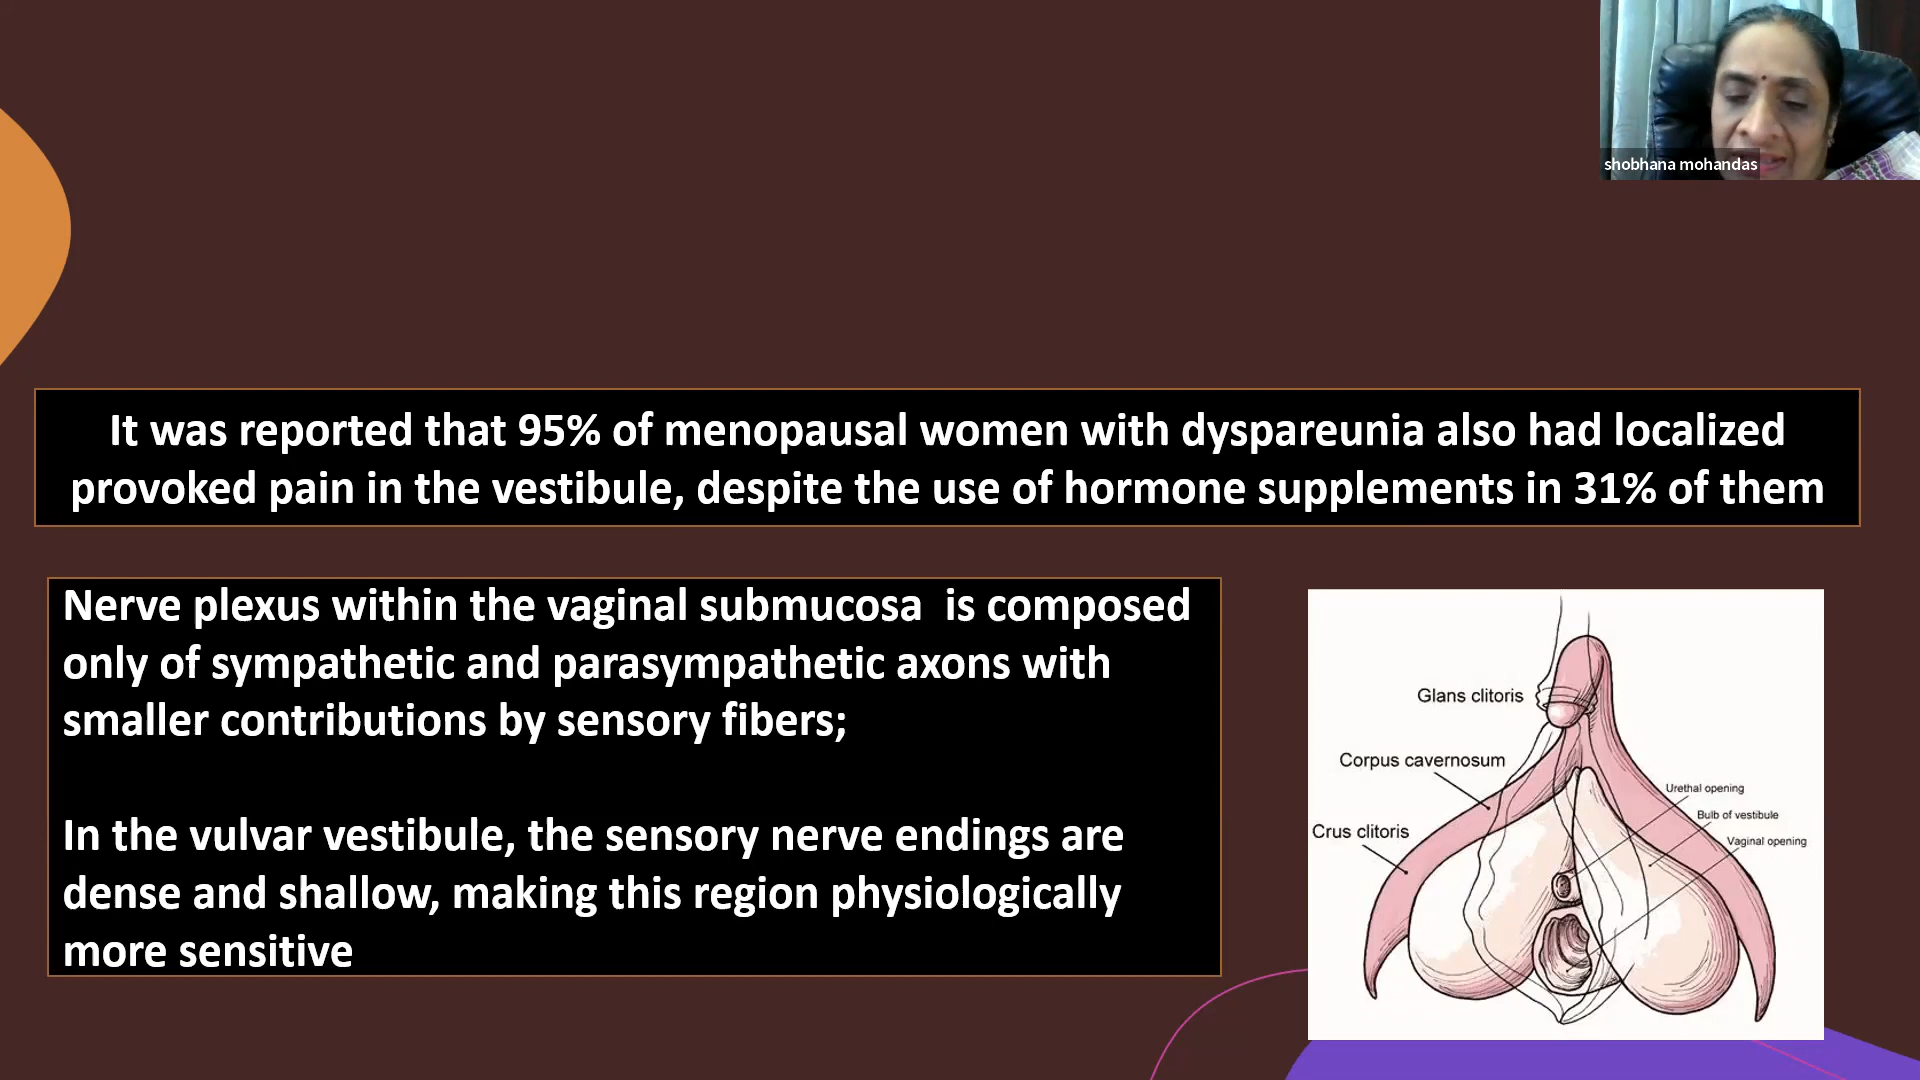 shobhana mohandas
It was reported that 95% of menopausal women with dyspareunia also had localized
provoked pain in the vestibule, despite the use of hormone supplements in 31% of them
Nerve plexus within the vaginal submucosa  is composed
only of sympathetic and parasympathetic axons with
smaller contributions by sensory fibers;
In the vulvar vestibule, the sensory nerve endings are
dense and shallow, making this region physiologically
more sensitive
Glans clitoris
Corpus cavernosum
Crus clitoris
Urethal opening
Bulb of vestibule
Vaginal opening